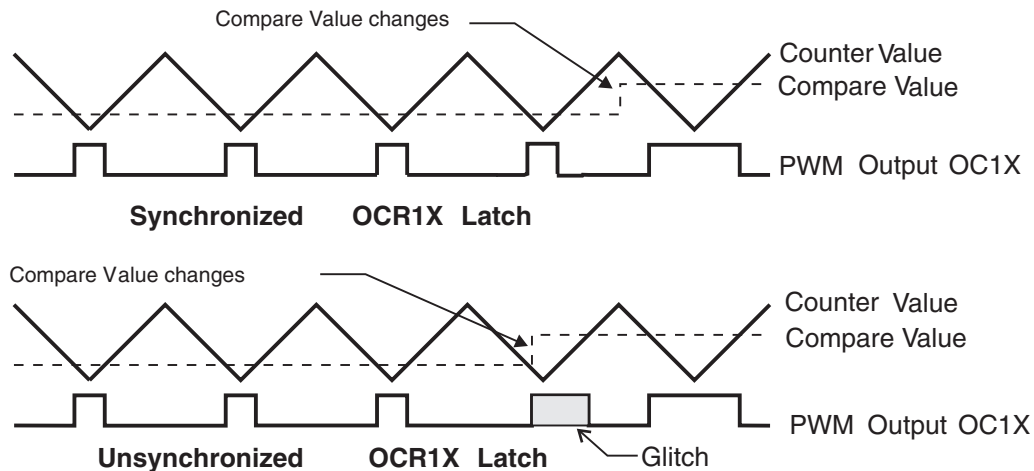 Compare Value changes
Counter Value
Compare Value
PWM Output OC1X
Synchronized OCR1X Latch
Compare Value changes
Counter Value
Compare Value
PWM Output OC1X
Unsynchronized OCR1X Latch
Glitch